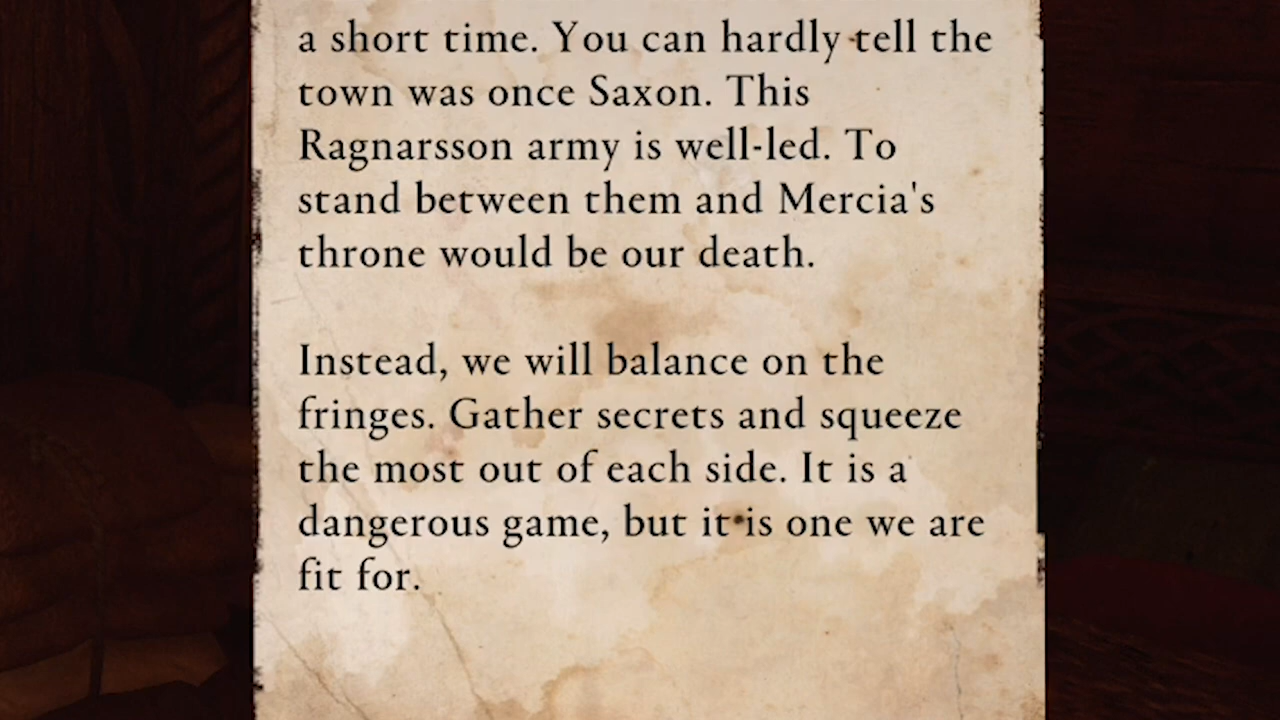 a short time. You can hardly tell the
town was once Saxon. This
Ragnarsson army is well-led. To
stand between them and Mercia's
throne would be our death.
Instead, we will balance on the
fringes. Gather secrets and squeeze
the most out of each side. It is a
dangerous game, but it is one we are
fit for.